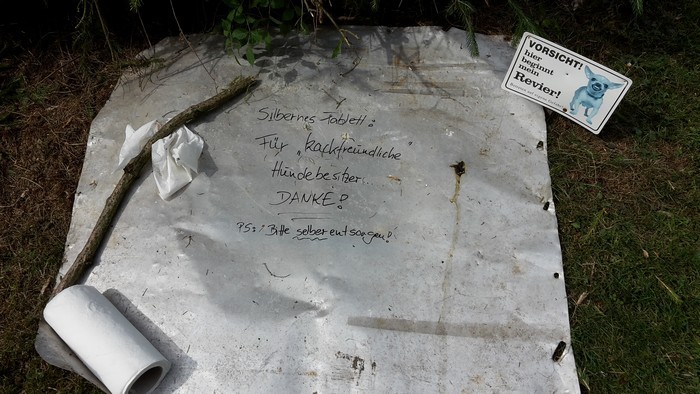 Silbernes Tablett:
Für „kackfreundliche"
Hundebesitzer.
DANKE!
PS: Bitte selber entsorgen!
VORSICHT!
hier
beginnt
mein
Revier!